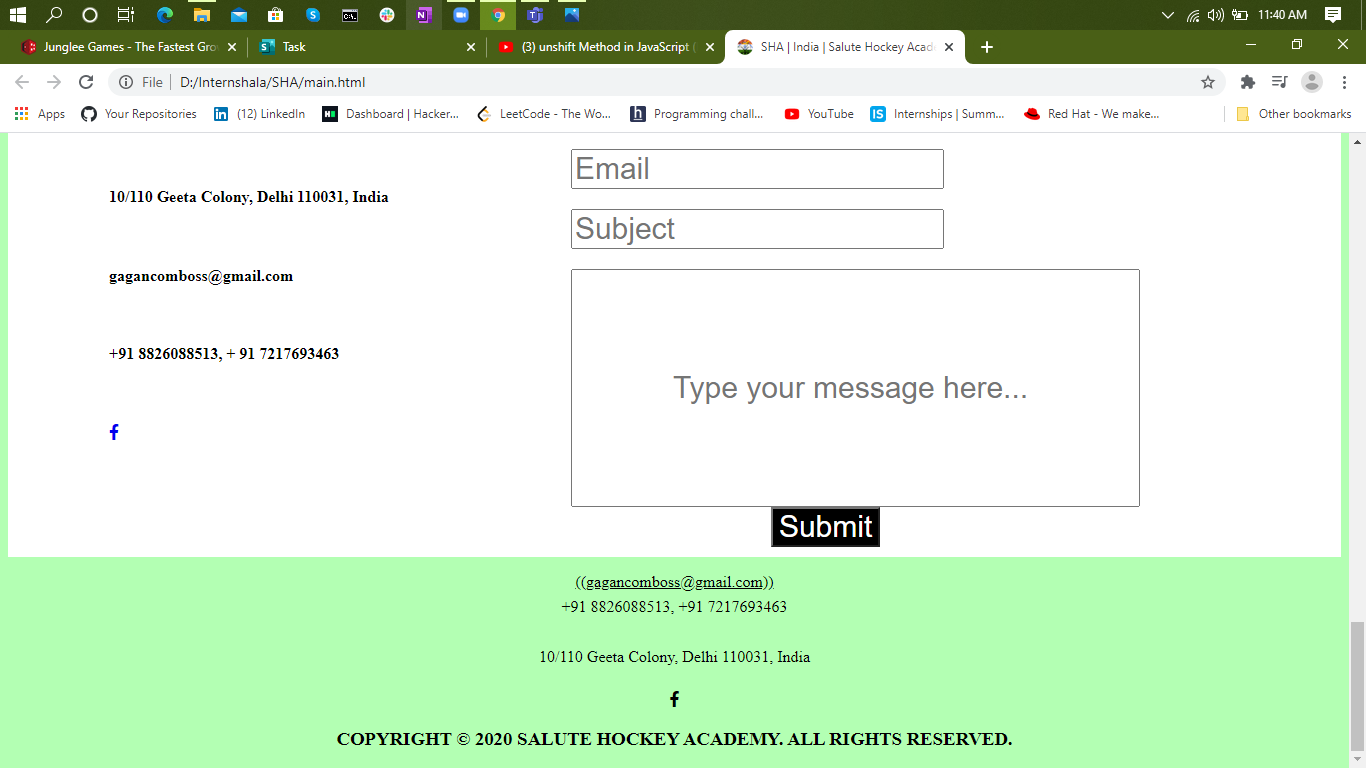 11:40 AM
Junglee Games - The Fastest Gro
Task
(3) unshift Method in JavaScript (
SHA | India | Salute Hockey Acad
File | D:/Internshala/SHA/main.html
Apps
Your Repositories
(12) LinkedIn
Dashboard | Hacker...
LeetCode - The Wo...
Programming chall...
YouTube
Internships | Summ...
Red Hat - We make...
Other bookmarks
10/110 Geeta Colony, Delhi 110031, India
gagancomboss@gmail.com
+91 8826088513, + 91 7217693463
Email
Subject
Type your message here...
Submit
((gagancomboss@gmail.com))
+91 8826088513, +91 7217693463
10/110 Geeta Colony, Delhi 110031, India
COPYRIGHT © 2020 SALUTE HOCKEY ACADEMY. ALL RIGHTS RESERVED.